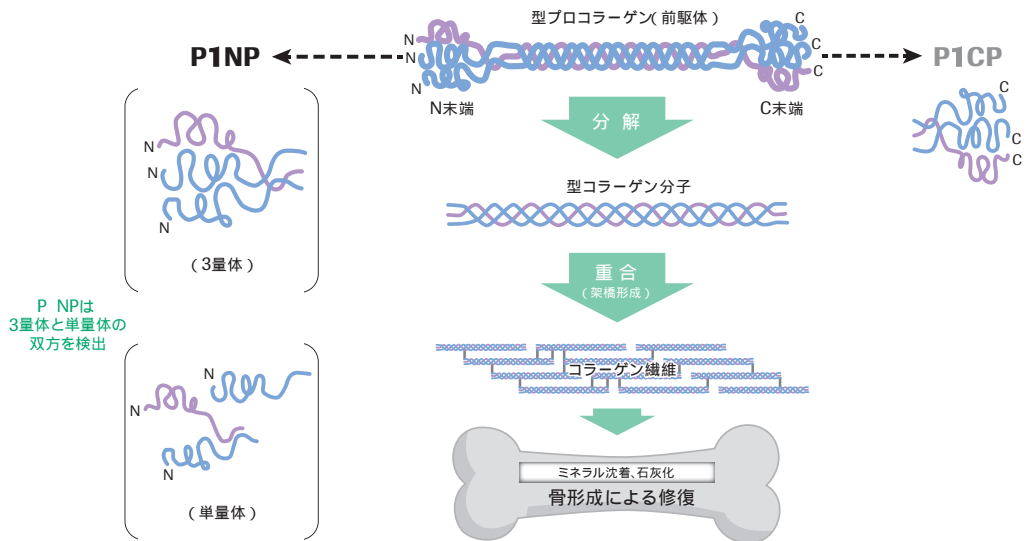 型プロコラーゲン(前駆体)
P1NP
N
N
N
C
C
C
P1CP
N末端
C末端
分解
C
C
C
N
N
N
(3量体)
型コラーゲン分子
重合
(架橋形成)
P NPは
3量体と単量体の
双方を検出
コラーゲン繊維
N
N
N
(単量体)
ミネラル沈着、石灰化
骨形成による修復